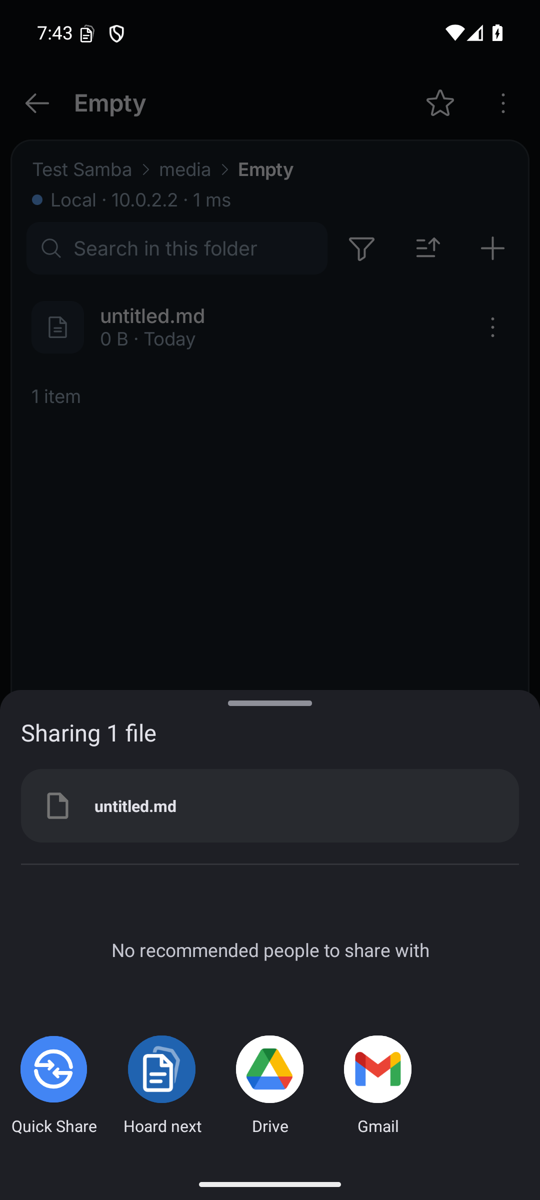 7:43
Empty
Test Samba > media > Empty
Local · 10.0.2.2 · 1 ms
Search in this folder
untitled.md
0 B · Today
1 item
Sharing 1 file
untitled.md
No recommended people to share with
Quick Share
Hoard next
Drive
Gmail